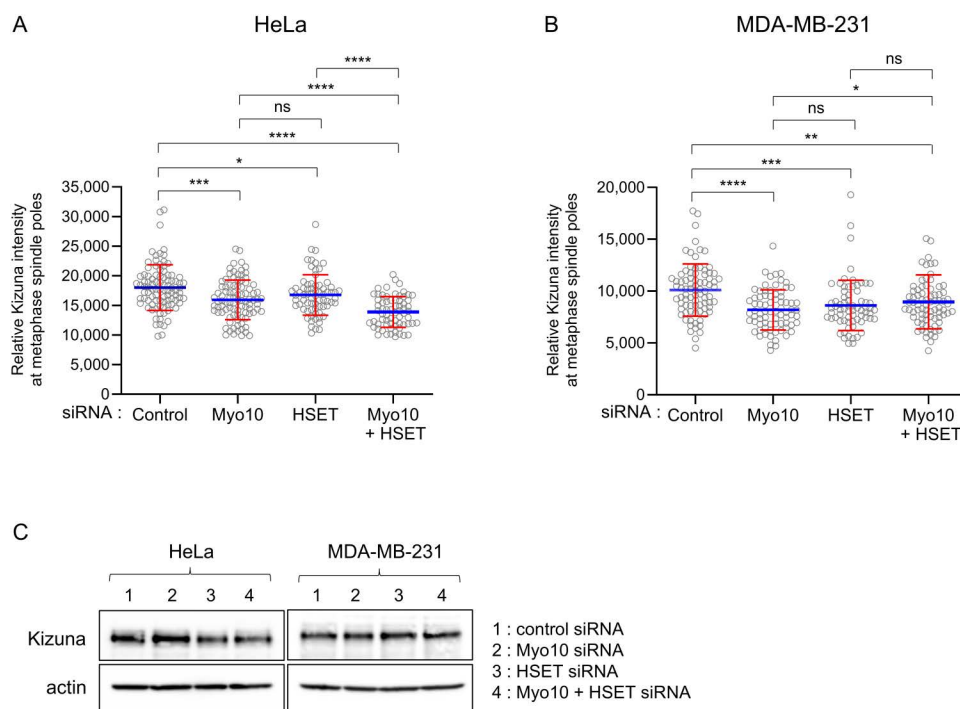 A
HeLa
****
****
ns
****
*
***
Relative Kizuna intensity
at metaphase spindle poles
35,000
30,000
25,000
20,000
15,000
10,000
5,000
0
siRNA :
Control
Myo10
HSET
Myo10
+ HSET
B
MDA-MB-231
ns
*
ns
**
***
****
Relative Kizuna intensity
at metaphase spindle poles
20,000
15,000
10,000
5,000
0
siRNA :
Control
Myo10
HSET
Myo10
+ HSET
C
HeLa
MDA-MB-231
1 2 3 4
1 2 3 4
Kizuna
actin
1 : control siRNA
2 : Myo10 siRNA
3 : HSET siRNA
4 : Myo10 + HSET siRNA